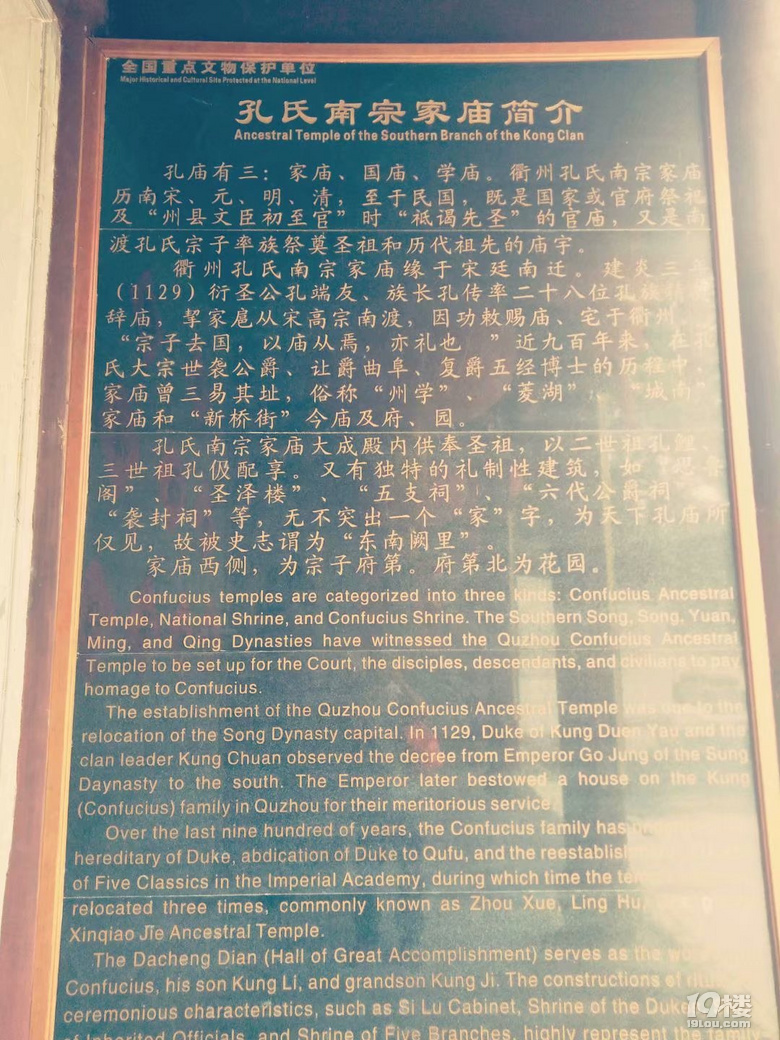 全国重点文物保护单位
Major Historical and Cultural Site Protected at the National Level
孔氏南宗家庙简介
Ancestral Temple of the Southern Branch of the Kong Clan
孔庙有三：家庙、国庙、学庙。衢州孔氏南宗家庙
历南宋、元、明、清，至于民国，既是国家或官府祭祀
及“州县文臣初至官”时“祗谒先圣”的官庙，又是南
渡孔氏宗子率族祭奠圣祖和历代祖先的庙宇。
衢州孔氏南宗家庙缘于宋廷南迁。建炎三年
(1129) 衍圣公孔端友、族长孔传率二十八位孔族
辞庙，挈家扈从宋高宗南渡，因功敕赐庙、宅于衢州
“宗子去国，以庙从焉，亦礼也 ”近九百年来，在孔
氏大宗世袭公爵、让爵曲阜、复爵五经博士的历程中，
家庙曾三易其址，俗称“州学”、“菱湖” “城南”
家庙和“新桥街”今庙及府、园。
孔氏南宗家庙大成殿内供奉圣祖，以二世祖孔鲤
三世祖孔伋配享。又有独特的礼制性建筑，如
阁”、“圣泽楼”、“五支祠”、“六代公爵祠
“袭封祠”等，无不突出一个“家”字，为天下孔庙所
仅见，故被史志谓为“东南阙里”。
家庙西侧，为宗子府第。府第北为花园。
Confucius temples are categorized into three kinds: Confucius Ancestral
Temple, National Shrine, and Confucius Shrine. The Southern Song, Song, Yuan,
Ming, and Qing Dynasties have witnessed the Quzhou Confucius Ancestral
Temple to be set up for the Court, the disciples, descendants, and civilians to pay
homage to Confucius.
The establishment of the Quzhou Confucius Ancestral Temple was due to the
relocation of the Song Dynasty capital. In 1129, Duke of Kung Duen Yau and the
clan leader Kung Chuan observed the decree from Emperor Go Jung of the Sung
Daynasty to the south. The Emperor later bestowed a house on the Kung
(Confucius) family in Quzhou for their meritorious service.
Over the last nine hundred of years, the Confucius family has
hereditary of Duke, abdication of Duke to Qufu, and the
of Five Classics in the Imperial Academy, during which time the
relocated three times, commonly known as Zhou Xue, Ling Hu,
Xinqiao Jie Ancestral Temple.
The Dacheng Dian (Hall of Great Accomplishment) serves as the
Confucius, his son Kung Li, and grandson Kung Ji. The constructions of
ceremonious characteristics, such as Si Lu Cabinet, Shrine of the Duke
of Inherited Officials, and Shrine of Five Branches, highly represent the family
19楼
19lou.com